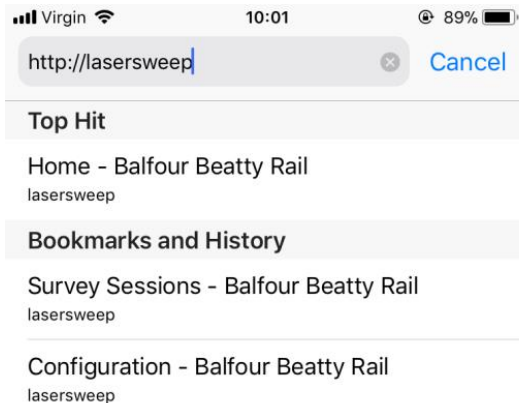 Virgin 10:01 89%
http://lasersweep Cancel
Top Hit
Home - Balfour Beatty Rail
lasersweep
Bookmarks and History
Survey Sessions - Balfour Beatty Rail
lasersweep
Configuration - Balfour Beatty Rail
lasersweep